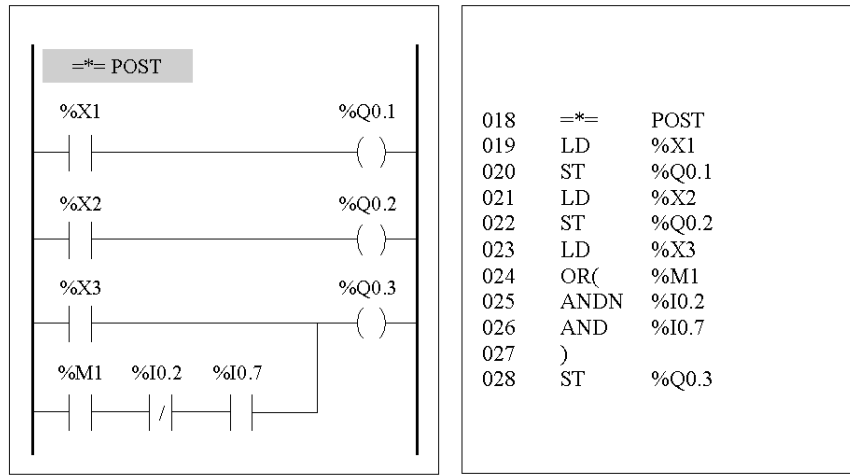 =*= POST
%X1 %Q0.1
%X2 %Q0.2
%X3 %Q0.3
%M1 %I0.2 %I0.7
/
018 =*= POST
019 LD %X1
020 ST %Q0.1
021 LD %X2
022 ST %Q0.2
023 LD %X3
024 OR( %M1
025 ANDN %I0.2
026 AND %I0.7
027 )
028 ST %Q0.3